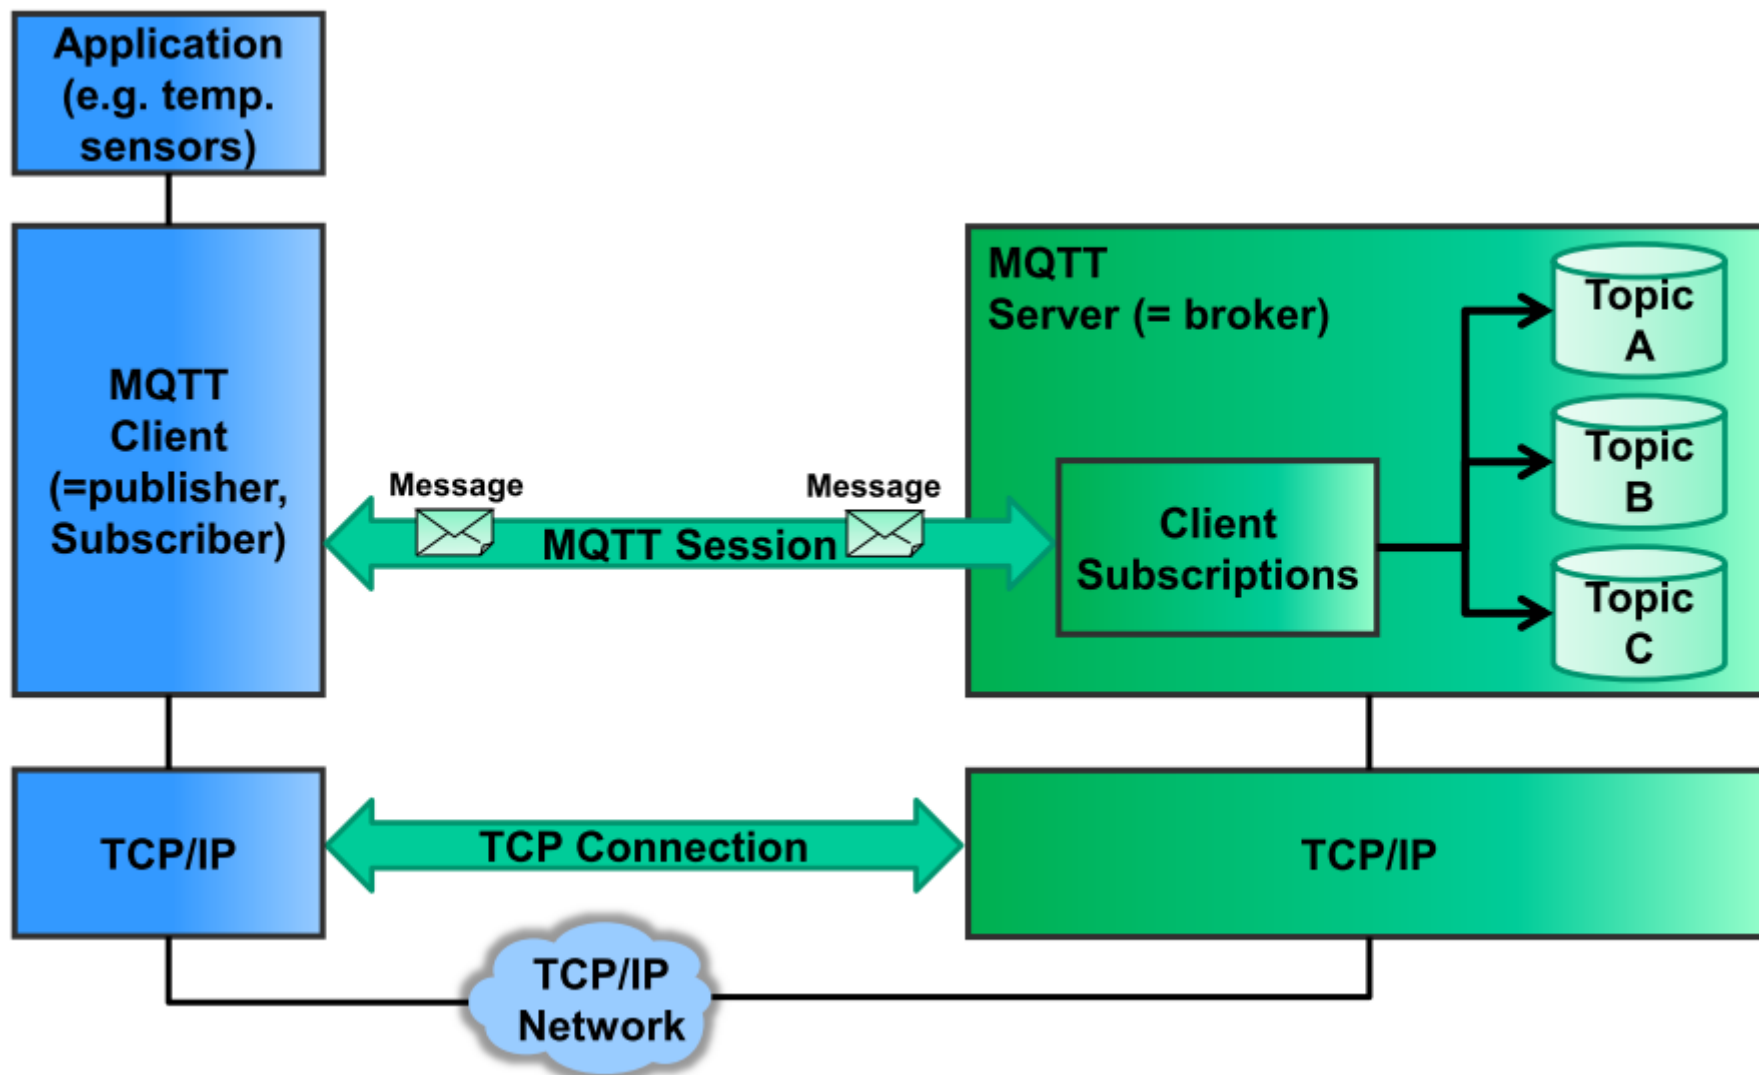 Application
(e.g. temp.
sensors)
MQTT
Client
(=publisher,
Subscriber)
Message
Message
MQTT Session
MQTT
Server (= broker)
Client
Subscriptions
Topic
A
Topic
B
Topic
C
TCP/IP
TCP Connection
TCP/IP
TCP/IP
Network